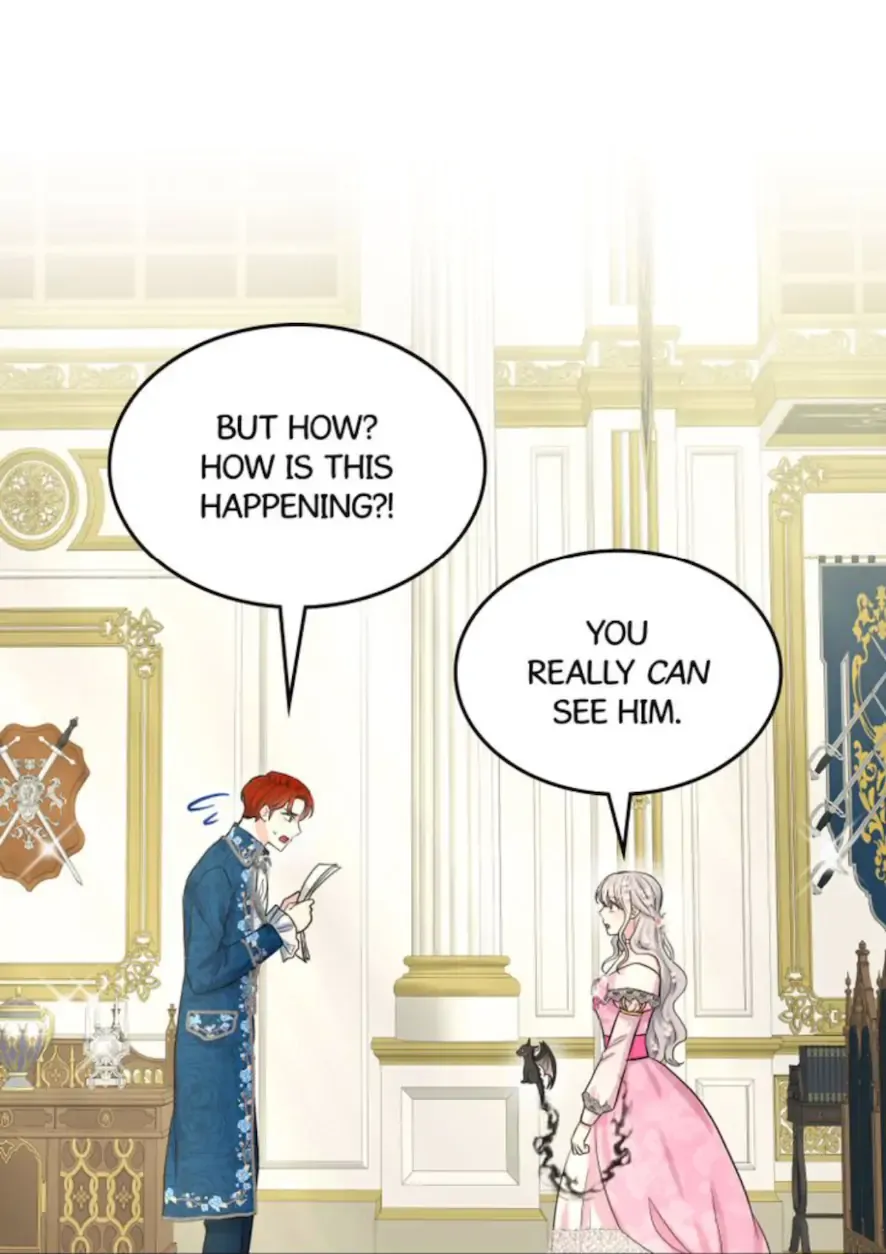 BUT HOW?
HOW IS THIS
HAPPENING?!
YOU
REALLY CAN
SEE HIM.